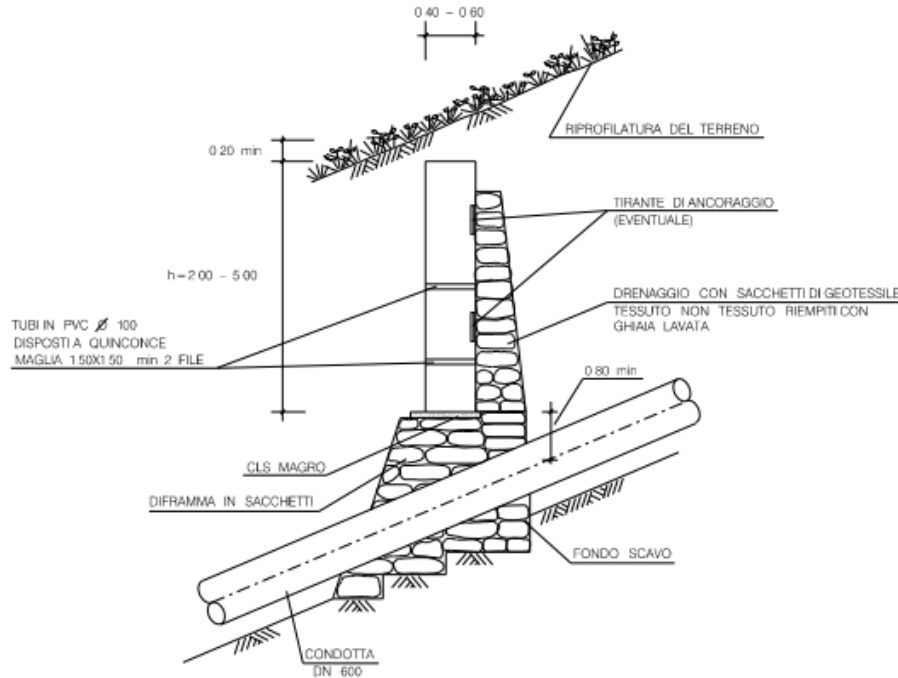 0 40 - 0 60
RIPROFILATURA DEL TERRENO
0 20 min
TIRANTE DI ANCORAGGIO
(EVENTUALE)
h=2 00 - 5 00
DRENAGGIO CON SACCHETTI DI GEOTESSILE
TESSUTO NON TESSUTO RIEMPITI CON
GHIAIA LAVATA
TUBI IN PVC Ø 100
DISPOSTI A QUINCONCE
MAGLIA 1 50X1 50 min 2 FILE
0 80 min
CLS MAGRO
DIFRAMMA IN SACCHETTI
FONDO SCAVO
CONDOTTA
DN 600